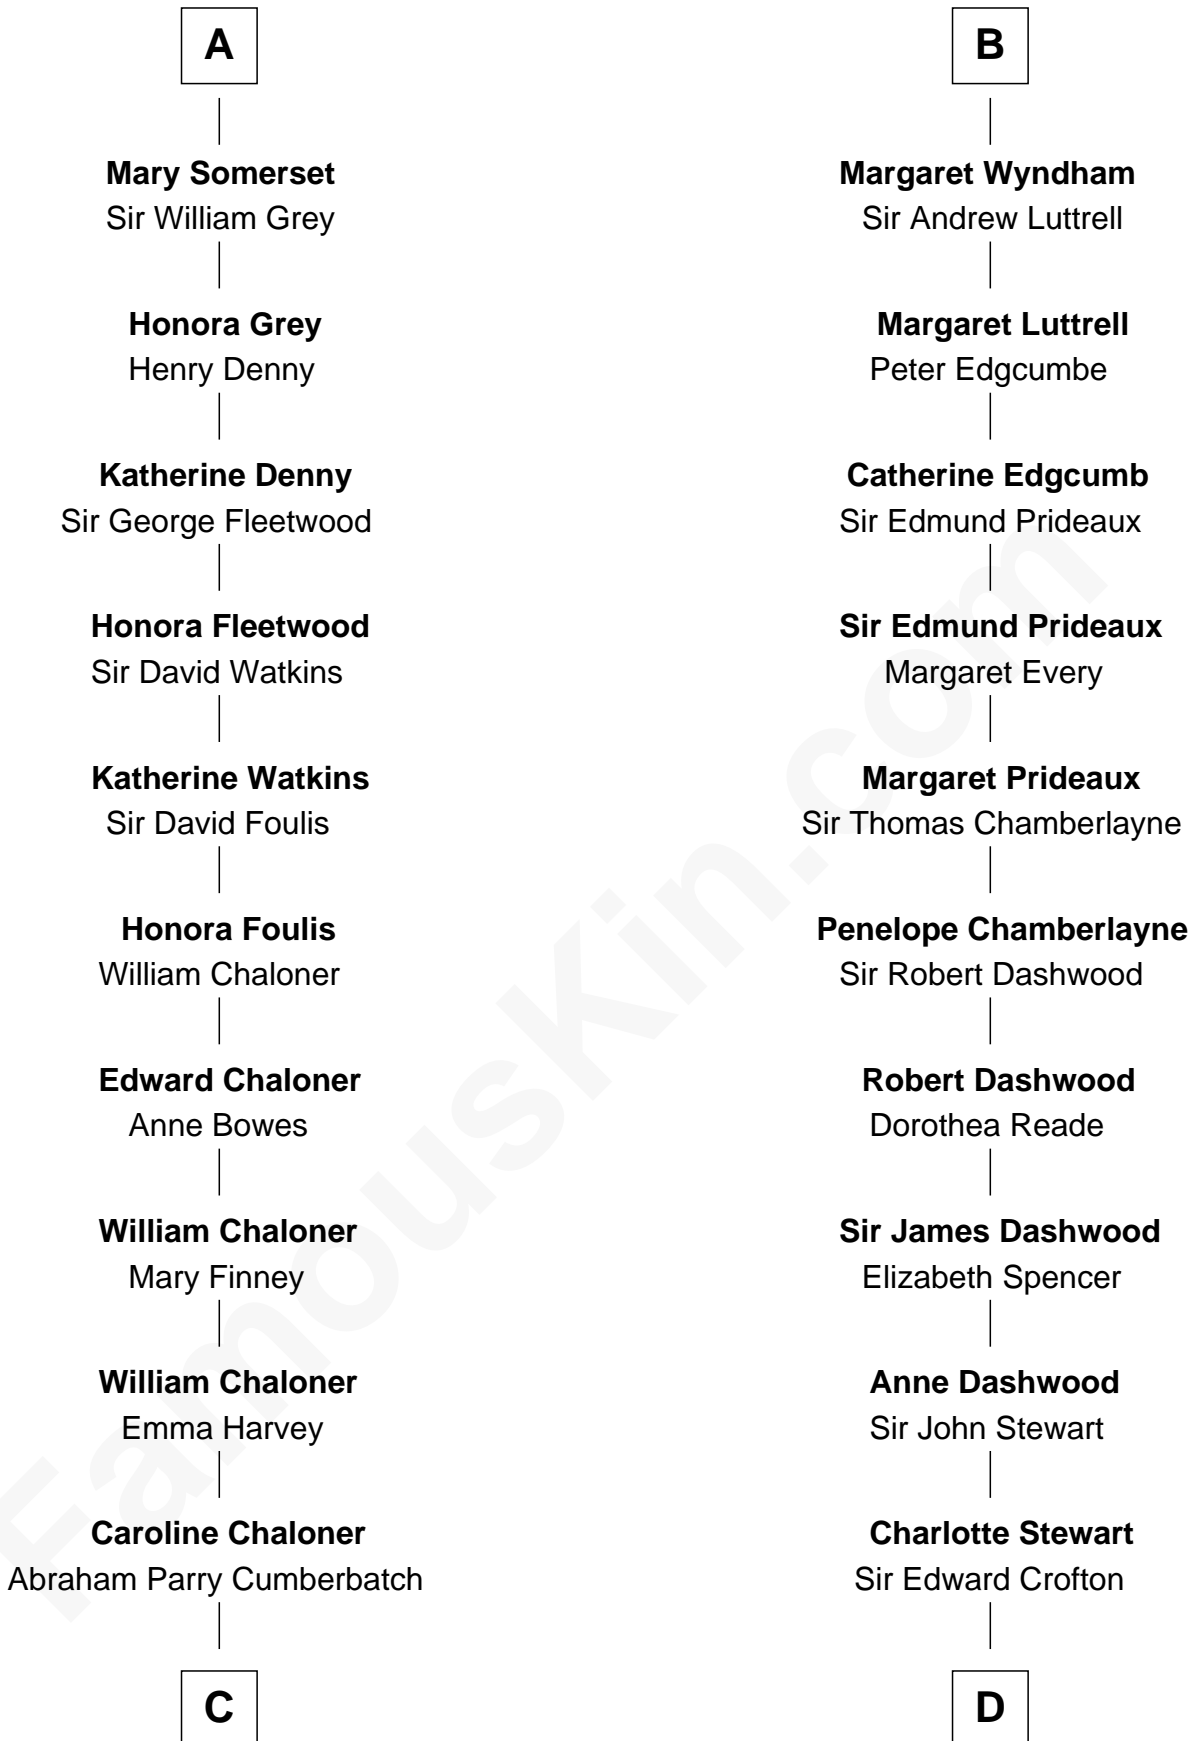 A
Mary Somerset
Sir William Grey
Honora Grey
Henry Denny
Katherine Denny
Sir George Fleetwood
Honora Fleetwood
Sir David Watkins
Katherine Watkins
Sir David Foulis
Honora Foulis
William Chaloner
Edward Chaloner
Anne Bowes
William Chaloner
Mary Finney
William Chaloner
Emma Harvey
Caroline Chaloner
Abraham Parry Cumberbatch
C
B
Margaret Wyndham
Sir Andrew Luttrell
Margaret Luttrell
Peter Edgcumbe
Catherine Edgcumb
Sir Edmund Prideaux
Sir Edmund Prideaux
Margaret Every
Margaret Prideaux
Sir Thomas Chamberlayne
Penelope Chamberlayne
Sir Robert Dashwood
Robert Dashwood
Dorothea Reade
Sir James Dashwood
Elizabeth Spencer
Anne Dashwood
Sir John Stewart
Charlotte Stewart
Sir Edward Crofton
D
FamousKin.com